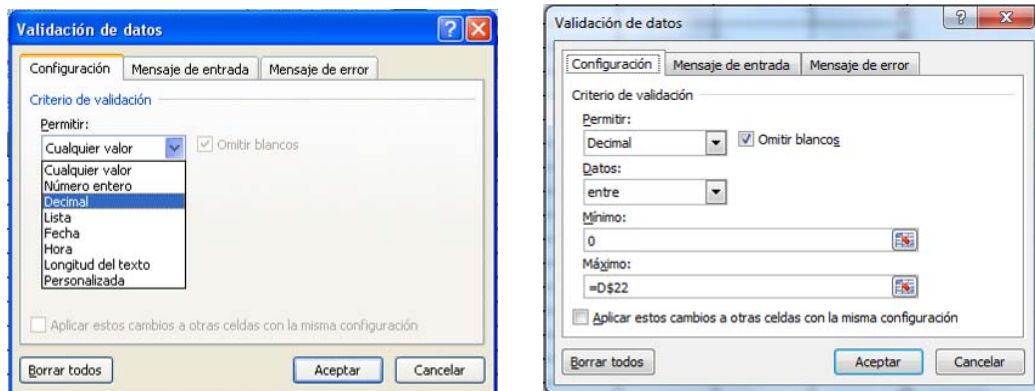 Validación de datos
Configuración Mensaje de entrada Mensaje de error
Criterio de validación
Permitir:
Cualquier valor Omitir blancos
Cualquier valor
Número entero
Decimal
Lista
Fecha
Hora
Longitud del texto
Personalizada
Aplicar estos cambios a otras celdas con la misma configuración
Borrar todos Aceptar Cancelar
Validación de datos
Configuración Mensaje de entrada Mensaje de error
Criterio de validación
Permitir:
Decimal Omitir blancos
Datos:
entre
Mínimo:
0
Máximo:
=D$22
Aplicar estos cambios a otras celdas con la misma configuración
Borrar todos Aceptar Cancelar